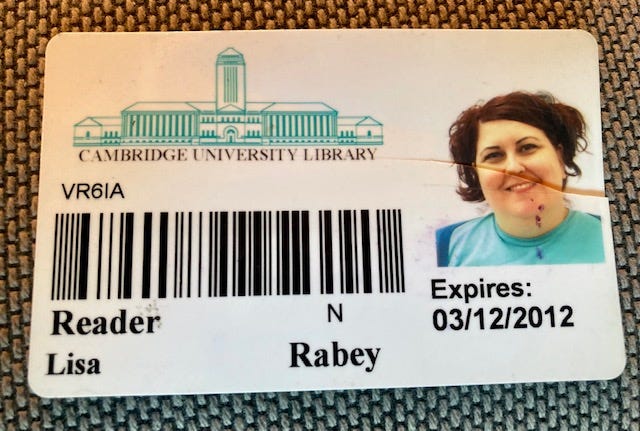 CAMBRIDGE UNIVERSITY LIBRARY
VR6IA
Expires:
03/12/2012
Reader N
Lisa Rabey